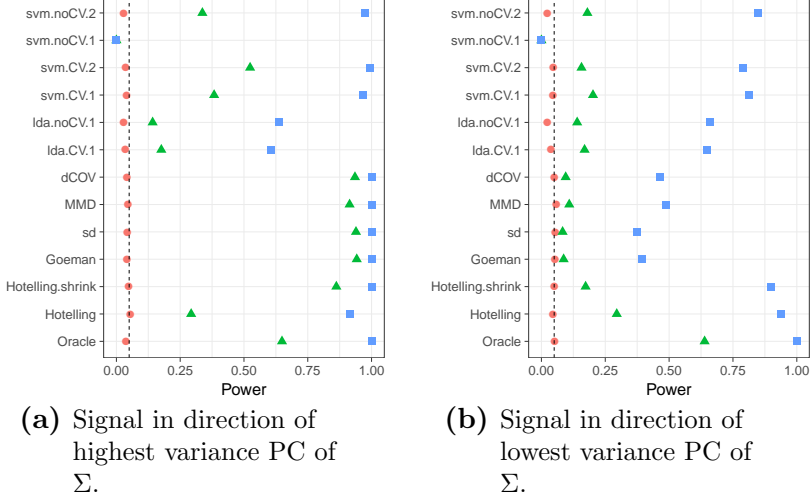 svm.noCV.2
svm.noCV.1
svm.CV.2
svm.CV.1
lda.noCV.1
lda.CV.1
dCOV
MMD
sd
Goeman
Hotelling.shrink
Hotelling
Oracle
0.00 0.25 0.50 0.75 1.00
Power
(a) Signal in direction of
highest variance PC of
Σ.
svm.noCV.2
svm.noCV.1
svm.CV.2
svm.CV.1
lda.noCV.1
lda.CV.1
dCOV
MMD
sd
Goeman
Hotelling.shrink
Hotelling
Oracle
0.00 0.25 0.50 0.75 1.00
Power
(b) Signal in direction of
lowest variance PC of
Σ.